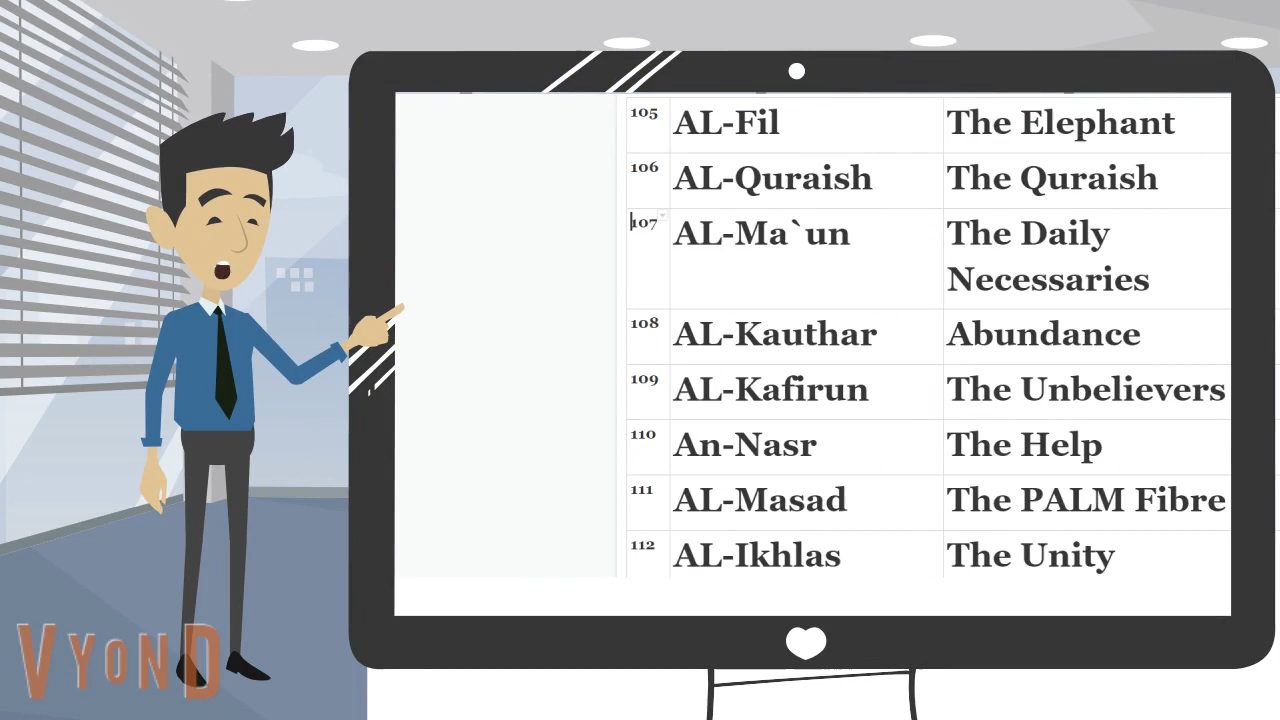 105 AL-Fil The Elephant
106 AL-Quraish The Quraish
107 AL-Ma`un The Daily
Necessaries
108 AL-Kauthar Abundance
109 AL-Kafirun The Unbelievers
110 An-Nasr The Help
111 AL-Masad The PALM Fibre
112 AL-Ikhlas The Unity
VYOND